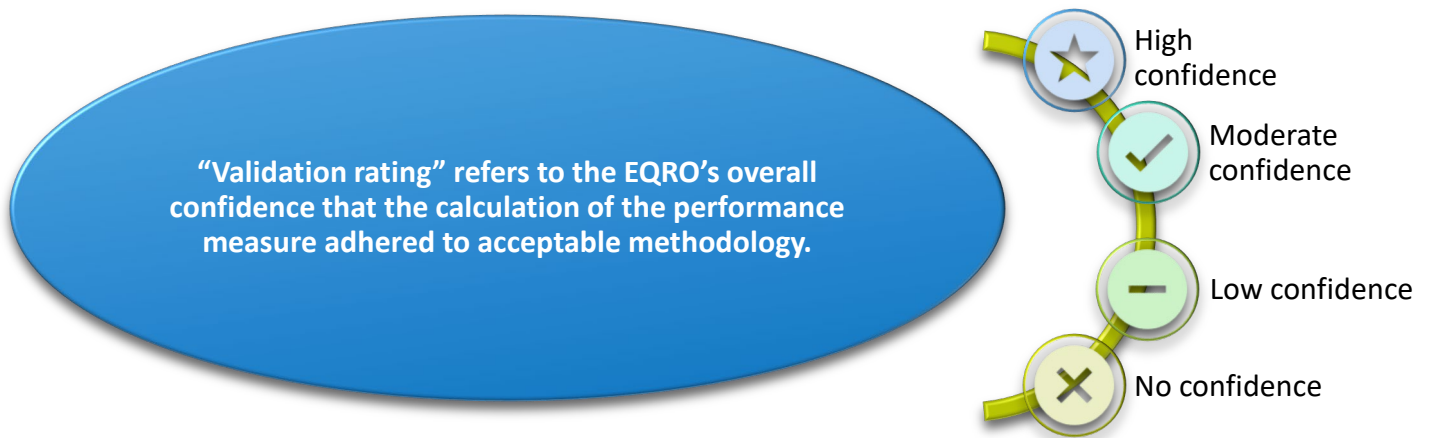 “Validation rating” refers to the EQRO’s overall
confidence that the calculation of the performance
measure adhered to acceptable methodology.
High
confidence
Moderate
confidence
Low confidence
No confidence